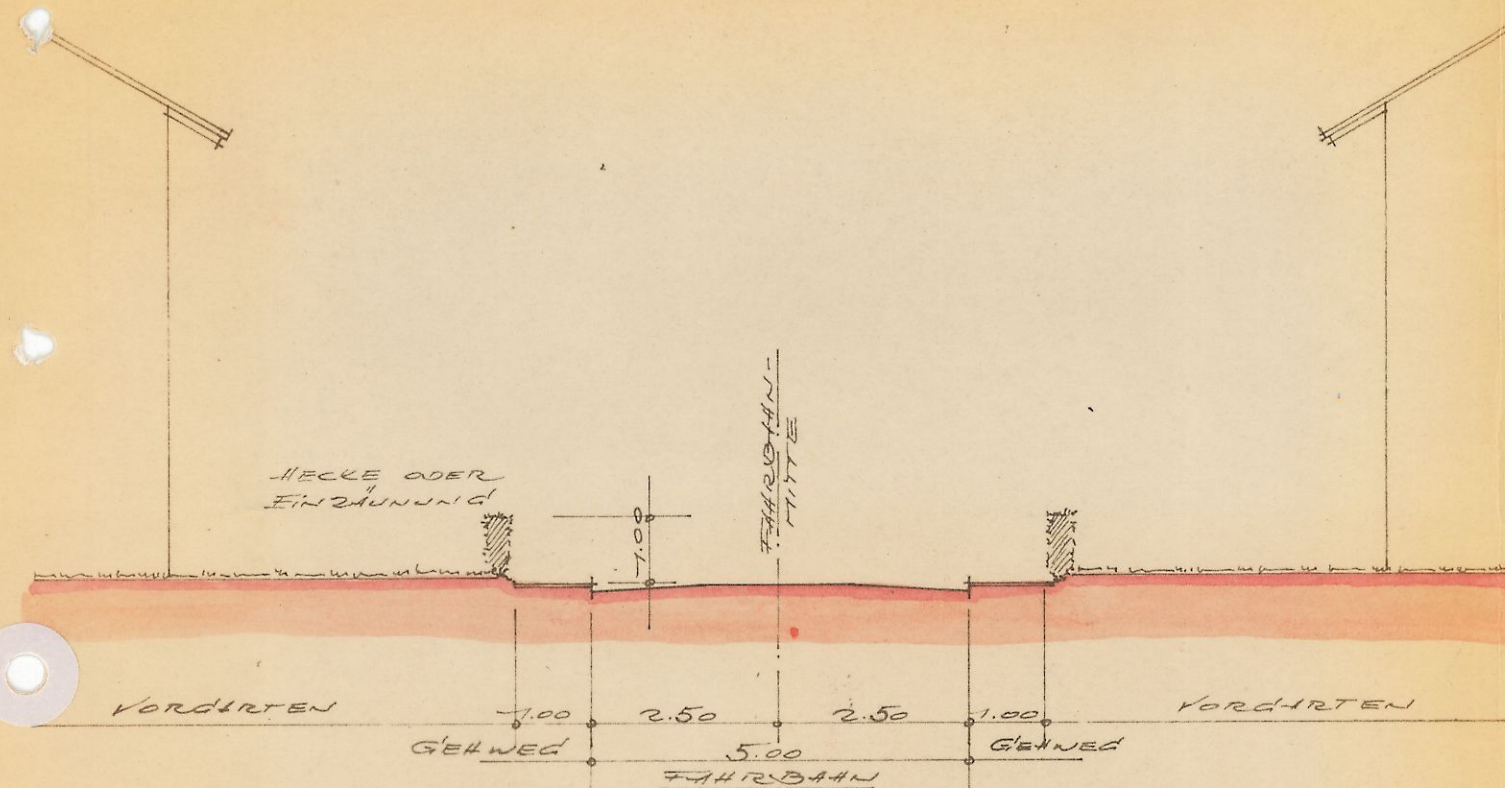 HECKE ODER
EINZÄUNUNG
1.00
FAHRBAHN-
MITTE
VORGÄRTEN
1.00
2.50
2.50
1.00
VORGÄRTEN
GEHWEG
5.00
GEHWEG
FAHRBAHN